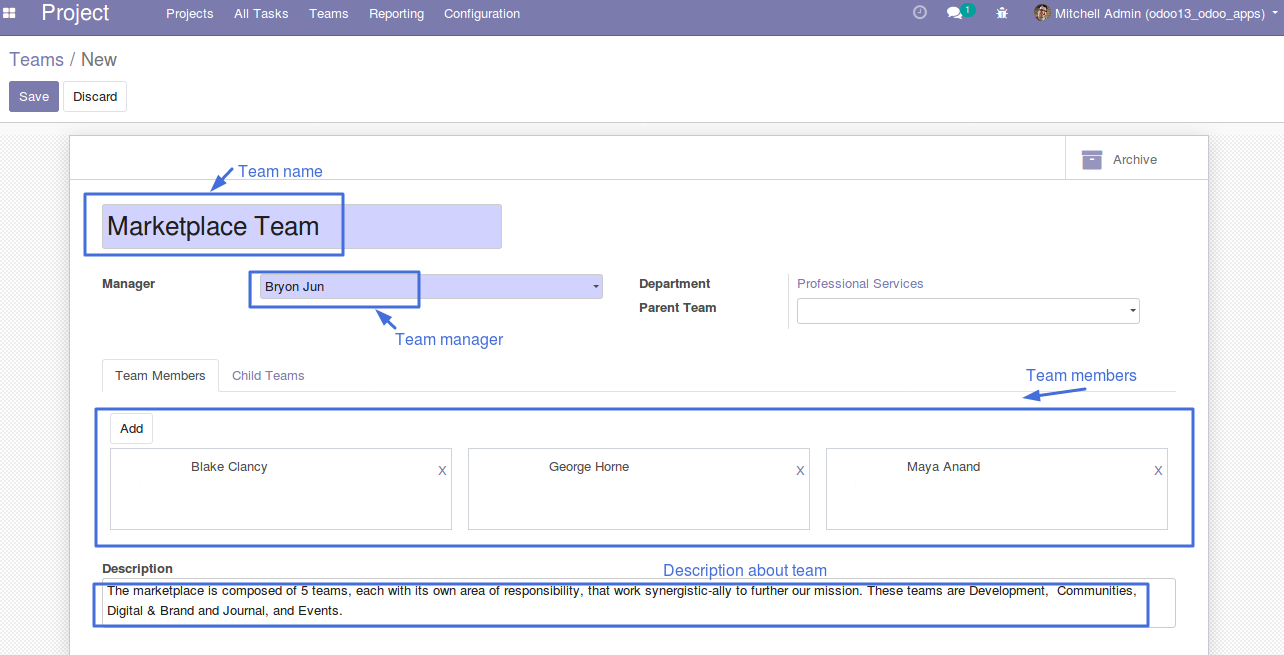 Project Projects All Tasks Teams Reporting Configuration 1 Mitchell Admin (odoo13_odoo_apps)
Teams / New
Save Discard
Archive
Team name
Marketplace Team
Manager Bryon Jun Department Professional Services
Parent Team
Team manager
Team Members Child Teams Team members
Add
Blake Clancy X George Horne X Maya Anand X
Description Description about team
The marketplace is composed of 5 teams, each with its own area of responsibility, that work synergistic-ally to further our mission. These teams are Development,  Communities,
Digital & Brand and Journal, and Events.